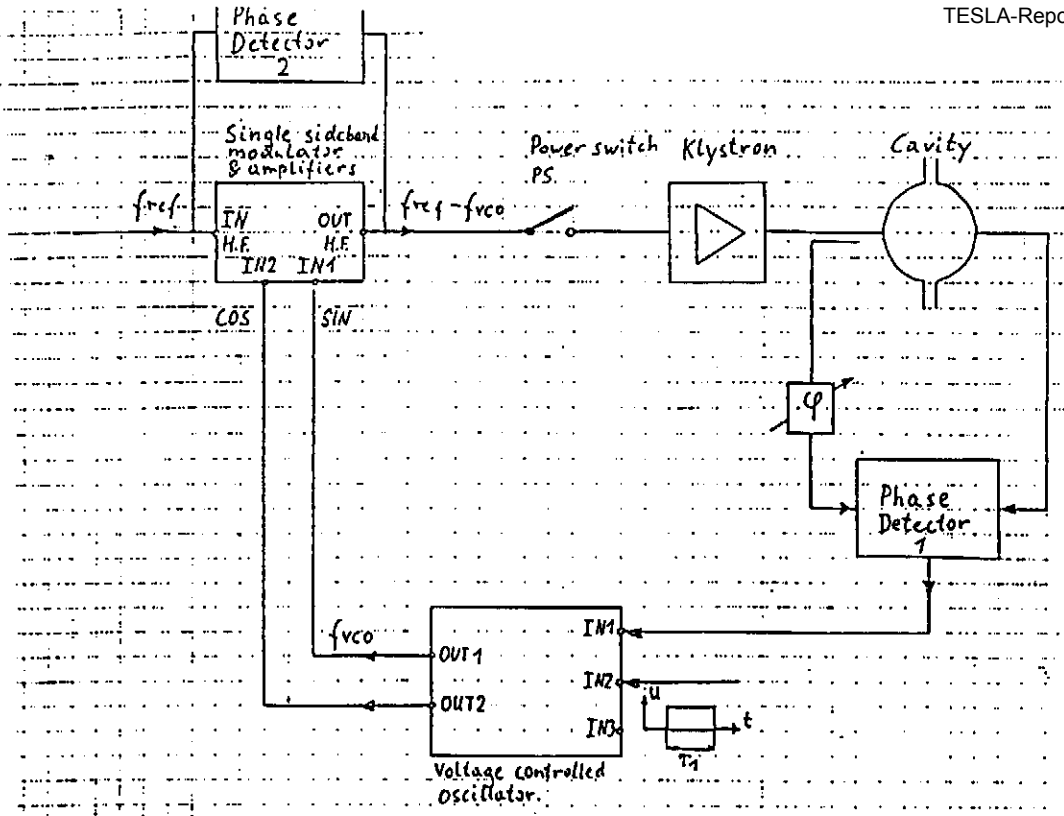 TESLA-Repo
Phase
Detector
2
Single sideband
modulator
& amplifiers
fref
IN
H.F.
OUT
H.F.
IN2 IN1
fref-fvco
Power switch
PS.
Klystron
Cavity
COS
SIN
φ
Phase
Detector
1
fvco
OUT1
OUT2
IN1
IN2
IN3
u
t
T1
Voltage controlled
oscillator.